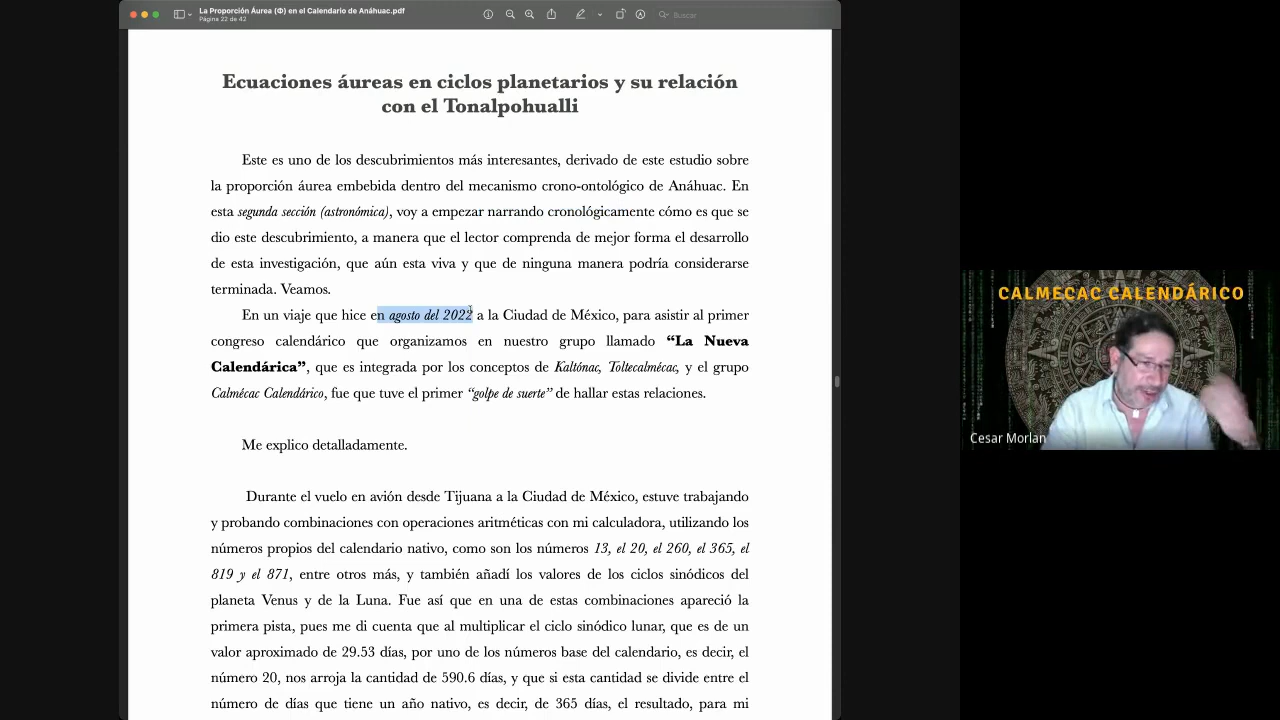 La Proporción Áurea (Φ) en el Calendario de Anáhuac.pdf
Página 22 de 42
Buscar
Ecuaciones áureas en ciclos planetarios y su relación
con el Tonalpohualli
Este es uno de los descubrimientos más interesantes, derivado de este estudio sobre
la proporción áurea embebida dentro del mecanismo crono-ontológico de Anáhuac. En
esta segunda sección (astronómica), voy a empezar narrando cronológicamente cómo es que se
dio este descubrimiento, a manera que el lector comprenda de mejor forma el desarrollo
de esta investigación, que aún esta viva y que de ninguna manera podría considerarse
terminada. Veamos.
En un viaje que hice en agosto del 2022 a la Ciudad de México, para asistir al primer
congreso calendárico que organizamos en nuestro grupo llamado “La Nueva
Calendárica”, que es integrada por los conceptos de Kaltónac, Toltecalmécac, y el grupo
Calmécac Calendárico, fue que tuve el primer “golpe de suerte” de hallar estas relaciones.
Me explico detalladamente.
Durante el vuelo en avión desde Tijuana a la Ciudad de México, estuve trabajando
y probando combinaciones con operaciones aritméticas con mi calculadora, utilizando los
números propios del calendario nativo, como son los números 13, el 20, el 260, el 365, el
819 y el 871, entre otros más, y también añadí los valores de los ciclos sinódicos del
planeta Venus y de la Luna. Fue así que en una de estas combinaciones apareció la
primera pista, pues me di cuenta que al multiplicar el ciclo sinódico lunar, que es de un
valor aproximado de 29.53 días, por uno de los números base del calendario, es decir, el
número 20, nos arroja la cantidad de 590.6 días, y que si esta cantidad se divide entre el
número de días que tiene un año nativo, es decir, de 365 días, el resultado, para mi
CALMECAC CALENDÁRICO
Cesar Morlan